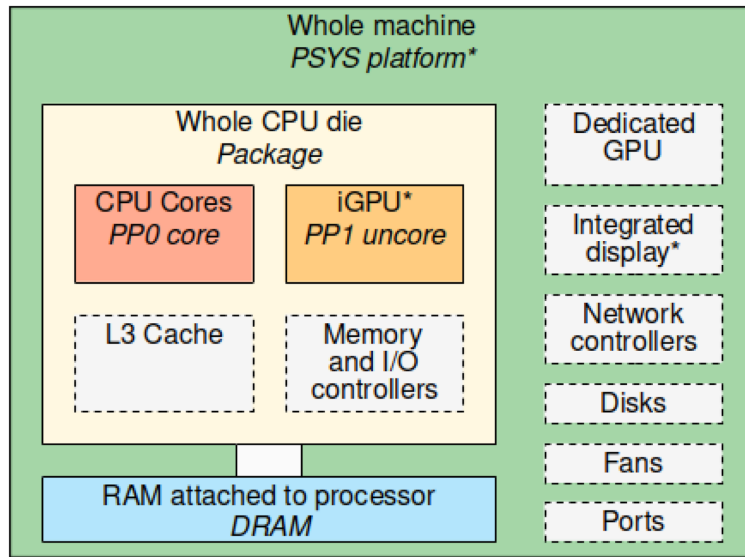 Whole machine
PSYS platform*
Whole CPU die
Package
CPU Cores
PP0 core
iGPU*
PP1 uncore
L3 Cache
Memory
and I/O
controllers
RAM attached to processor
DRAM
Dedicated
GPU
Integrated
display*
Network
controllers
Disks
Fans
Ports